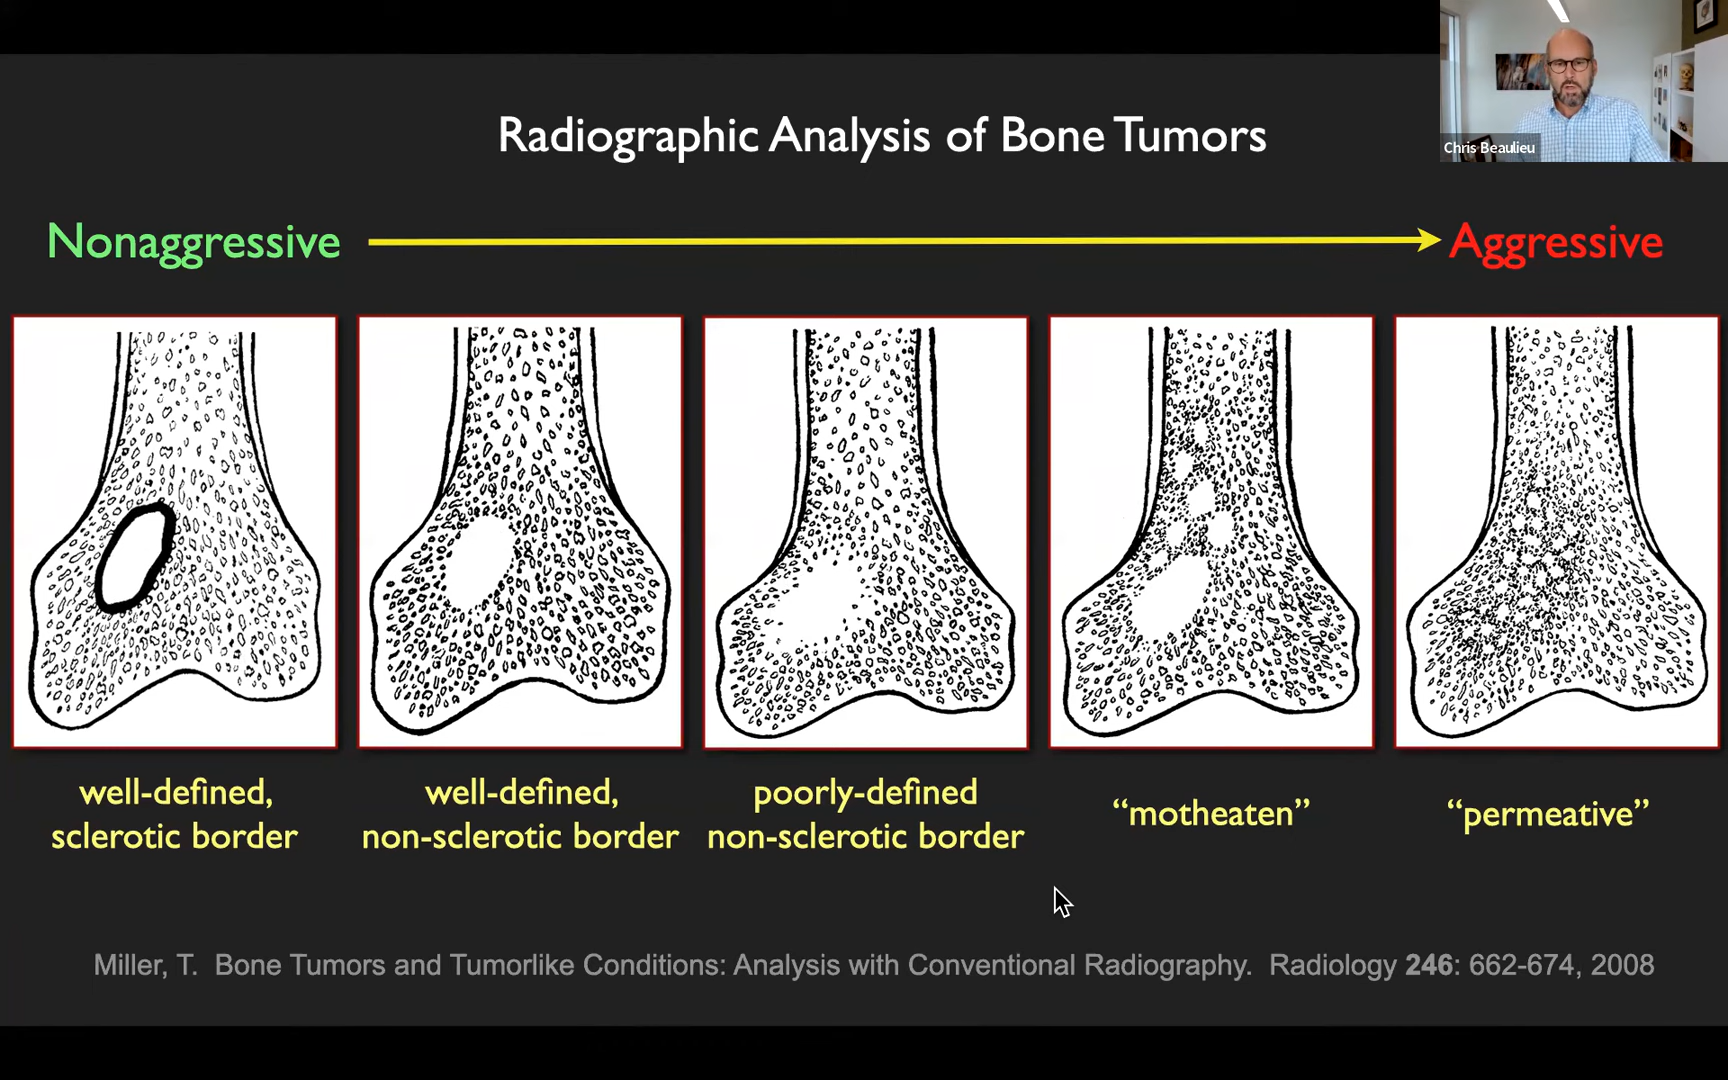 Radiographic Analysis of Bone Tumors
Chris Beaulieu
Nonaggressive
Aggressive
well-defined,
sclerotic border
well-defined,
non-sclerotic border
poorly-defined
non-sclerotic border
“motheaten”
“permeative”
Miller, T. Bone Tumors and Tumorlike Conditions: Analysis with Conventional Radiography. Radiology 246: 662-674, 2008